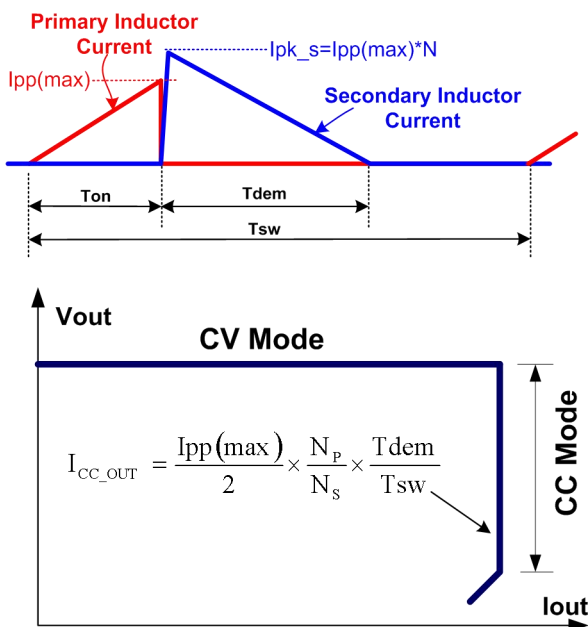 Primary Inductor
Current
Ipk_s=Ipp(max)*N
Ipp(max)
Secondary Inductor
Current
Ton
Tdem
Tsw
Vout
CV Mode
I_CC_OUT = Ipp(max)/2 × N_P/N_S × Tdem/Tsw
CC Mode
Iout